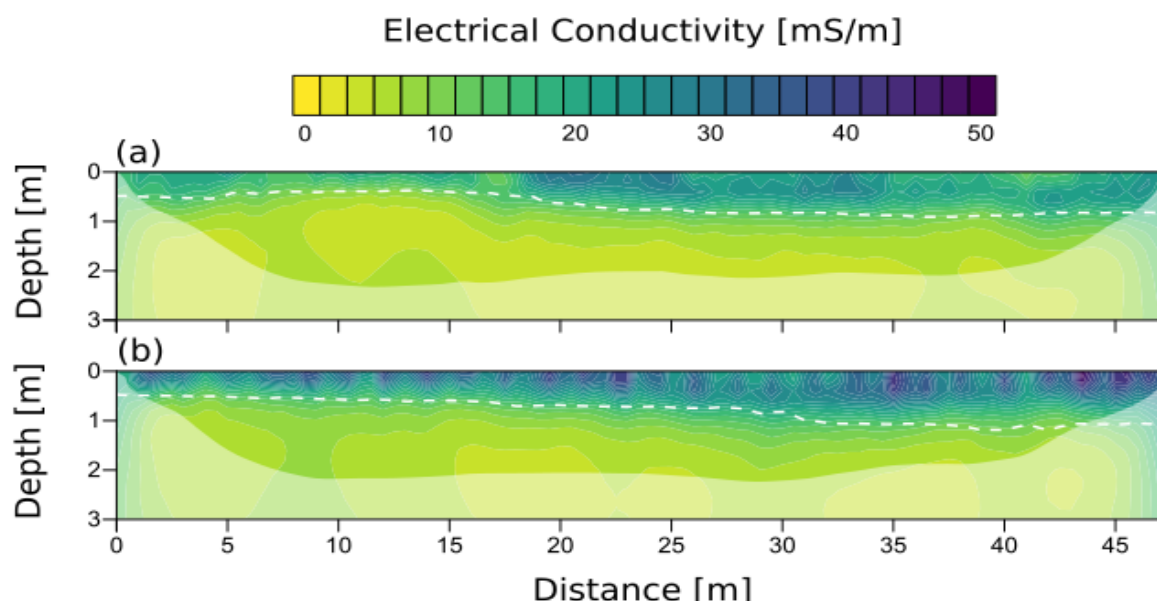 Electrical Conductivity [mS/m]
0 10 20 30 40 50
(a)
Depth [m]
0
1
2
3
(b)
Depth [m]
0
1
2
3
0 5 10 15 20 25 30 35 40 45
Distance [m]